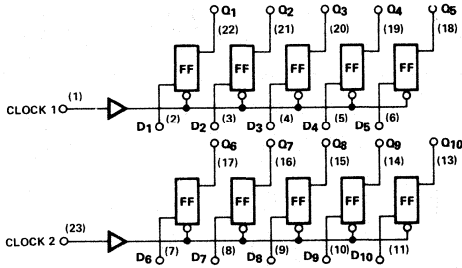 Q1 Q2 Q3 Q4 Q5
(22) (21) (20) (19) (18)
FF FF FF FF FF
(1)
CLOCK 1
D1 (2) D2 (3) D3 (4) D4 (5) D5 (6)
Q6 Q7 Q8 Q9 Q10
(17) (16) (15) (14) (13)
FF FF FF FF FF
(23)
CLOCK 2
D6 (7) D7 (8) D8 (9) D9 (10) D10 (11)